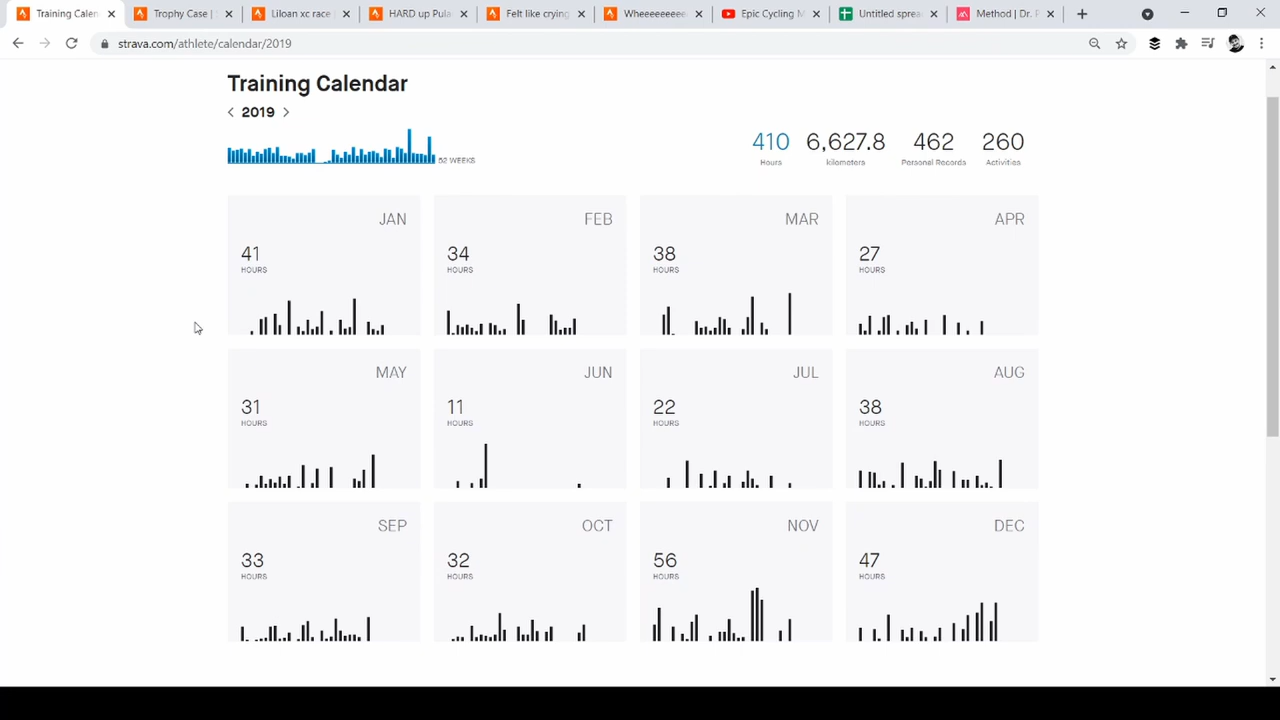 Training Calen
Trophy Case | S
Liloan xc race |
HARD up Pula
Felt like crying
Wheeeeeeeee
Epic Cycling M
Untitled sprea
Method | Dr. P
strava.com/athlete/calendar/2019
Training Calendar
< 2019 >
52 WEEKS
410 6,627.8 462 260
Hours kilometers Personal Records Activities
JAN FEB MAR APR
41 34 38 27
HOURS HOURS HOURS HOURS
MAY JUN JUL AUG
31 11 22 38
HOURS HOURS HOURS HOURS
SEP OCT NOV DEC
33 32 56 47
HOURS HOURS HOURS HOURS